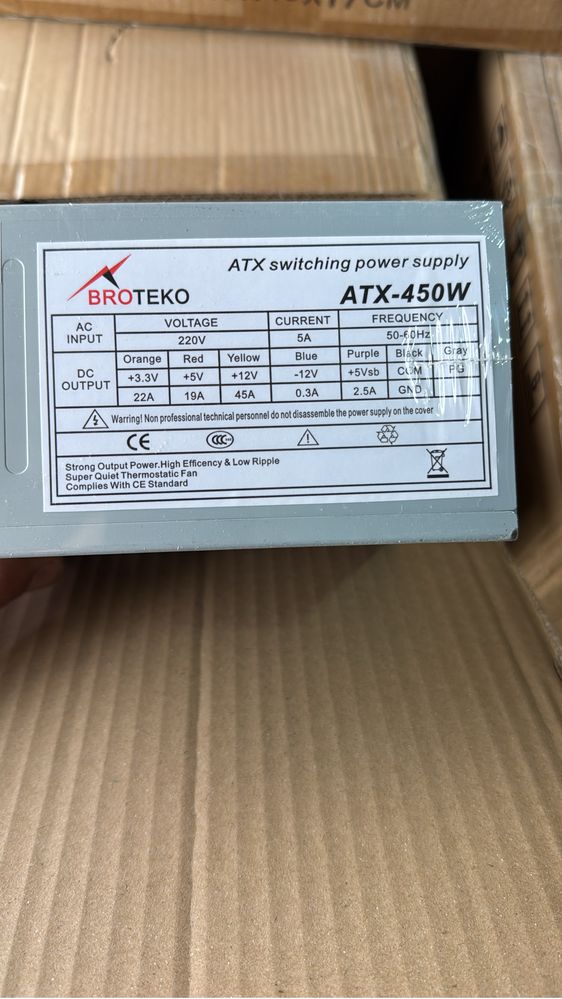 ATX switching power supply
BROTEKO
ATX-450W
AC INPUT VOLTAGE CURRENT FREQUENCY
220V 5A 50-60Hz
DC OUTPUT Orange Red Yellow Blue Purple Black Gray
+3.3V +5V +12V -12V +5Vsb COM PG
22A 19A 45A 0.3A 2.5A GND
Warring! Non professional technical personnel do not disassemble the power supply on the cover
CE CCC
Strong Output Power.High Efficency & Low Ripple
Super Quiet Thermostatic Fan
Complies With CE Standard